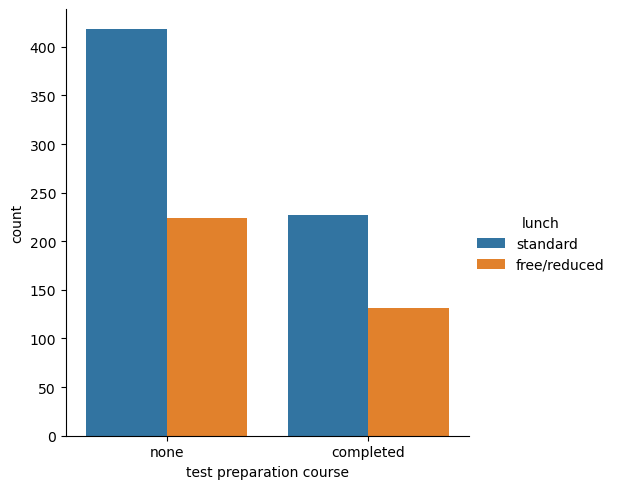 400
350
300
250
200
150
100
50
0
count
none
completed
test preparation course
lunch
standard
free/reduced